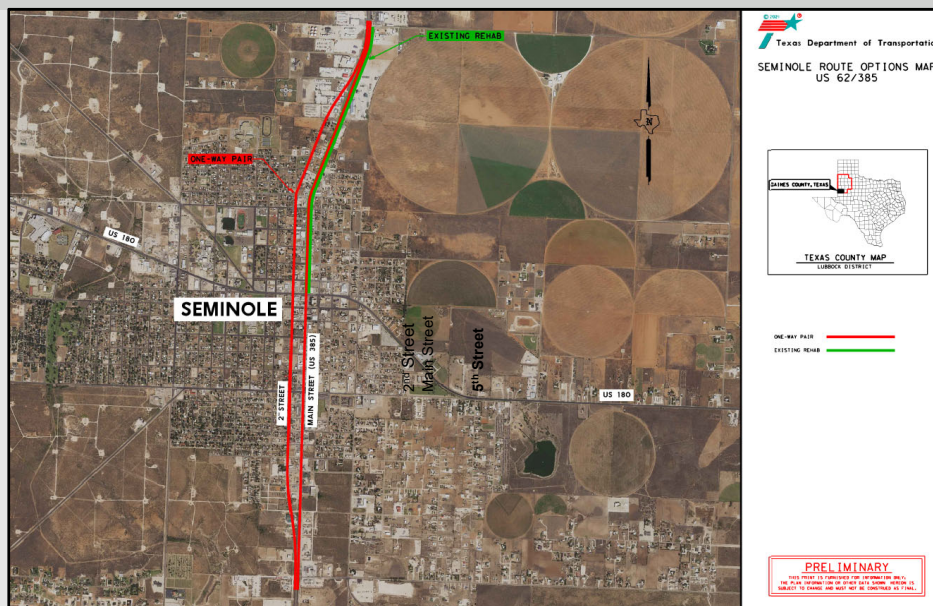 © 2021
Texas Department of Transportation
SEMINOLE ROUTE OPTIONS MAP
US 62/385
EXISTING REHAB
N
ONE-WAY PAIR
GAINES COUNTY, TEXAS
TEXAS COUNTY MAP
LUBBOCK DISTRICT
US 180
SEMINOLE
2nd Street
Main Street
5th Street
MAIN STREET (US 385)
2ND STREET
US 180
ONE-WAY PAIR
EXISTING REHAB
PRELIMINARY
THIS PRINT IS FURNISHED FOR INFORMATION ONLY.
THE PLAN INFORMATION OR OTHER DATA SHOWN HEREON IS
SUBJECT TO CHANGE AND MUST NOT BE CONSTRUED AS FINAL.